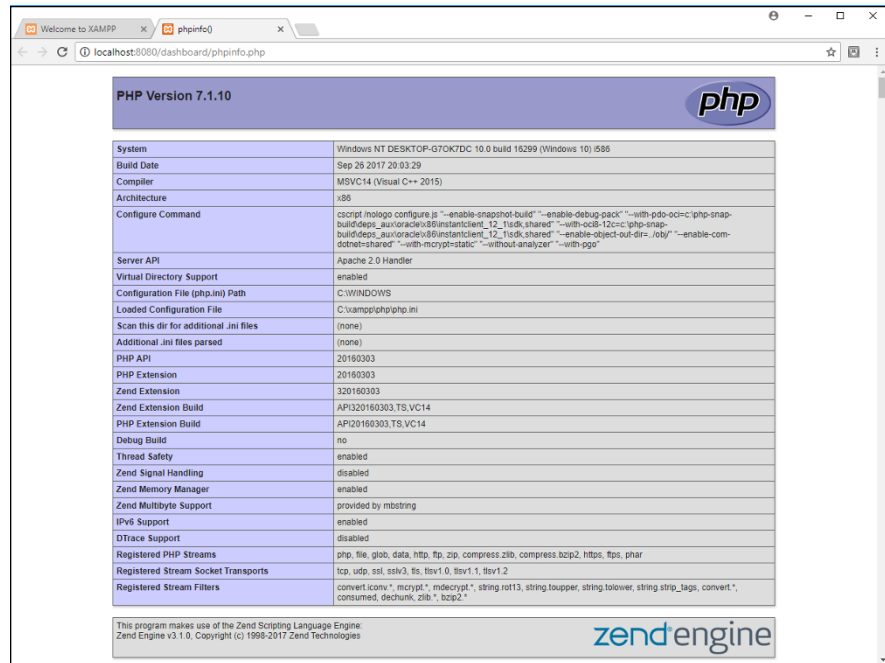 Welcome to XAMPP
phpinfo()
localhost:8080/dashboard/phpinfo.php
PHP Version 7.1.10
php
System Windows NT DESKTOP-G7OK7DC 10.0 build 16299 (Windows 10) i586
Build Date Sep 26 2017 20:03:29
Compiler MSVC14 (Visual C++ 2015)
Architecture x86
Configure Command cscript /nologo configure.js "--enable-snapshot-build" "--enable-debug-pack" "--with-pdo-oci=c:\php-snap-
build\deps_aux\oracle\x86\instantclient_12_1\sdk,shared" "--with-oci8-12c=c:\php-snap-
build\deps_aux\oracle\x86\instantclient_12_1\sdk,shared" "--enable-object-out-dir=../obj/" "--enable-com-
dotnet=shared" "--with-mcrypt=static" "--without-analyzer" "--with-pgo"
Server API Apache 2.0 Handler
Virtual Directory Support enabled
Configuration File (php.ini) Path C:\WINDOWS
Loaded Configuration File C:\xampp\php\php.ini
Scan this dir for additional .ini files (none)
Additional .ini files parsed (none)
PHP API 20160303
PHP Extension 20160303
Zend Extension 320160303
Zend Extension Build API320160303,TS,VC14
PHP Extension Build API20160303,TS,VC14
Debug Build no
Thread Safety enabled
Zend Signal Handling disabled
Zend Memory Manager enabled
Zend Multibyte Support provided by mbstring
IPv6 Support enabled
DTrace Support disabled
Registered PHP Streams php, file, glob, data, http, ftp, zip, compress.zlib, compress.bzip2, https, ftps, phar
Registered Stream Socket Transports tcp, udp, ssl, sslv3, tls, tlsv1.0, tlsv1.1, tlsv1.2
Registered Stream Filters convert.iconv.*, mcrypt.*, mdecrypt.*, string.rot13, string.toupper, string.tolower, string.strip_tags, convert.*,
consumed, dechunk, zlib.*, bzip2.*
This program makes use of the Zend Scripting Language Engine:
Zend Engine v3.1.0, Copyright (c) 1998-2017 Zend Technologies
zend engine